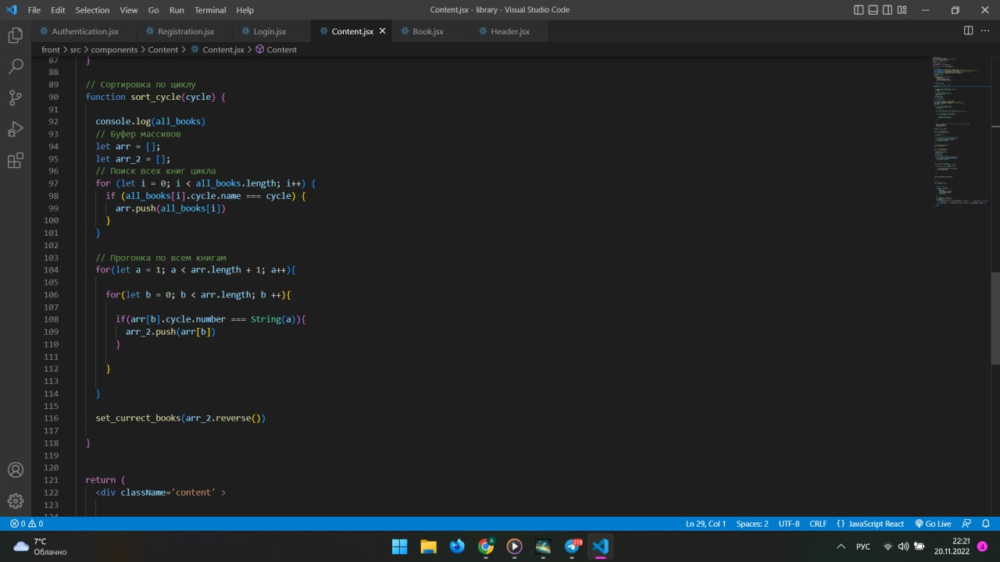 File Edit Selection View Go Run Terminal Help Content.jsx - library - Visual Studio Code
Authentication.jsx Registration.jsx Login.jsx Content.jsx Book.jsx Header.jsx
front > src > components > Content > Content.jsx > Content
87 }
88
89 // Сортировка по циклу
90 function sort_cycle(cycle) {
91
92 console.log(all_books)
93 // Буфер массивов
94 let arr = [];
95 let arr_2 = [];
96 // Поиск всех книг цикла
97 for (let i = 0; i < all_books.length; i++) {
98 if (all_books[i].cycle.name === cycle) {
99 arr.push(all_books[i])
100 }
101 }
102
103 // Прогонка по всем книгам
104 for(let a = 1; a < arr.length + 1; a++){
105
106 for(let b = 0; b < arr.length; b ++){
107
108 if(arr[b].cycle.number === String(a)){
109 arr_2.push(arr[b])
110 }
111
112 }
113
114 }
115
116 set_currect_books(arr_2.reverse())
117
118 }
119
120
121 return (
122 <div className='content' >
123
124
0 0 Ln 29, Col 1 Spaces: 2 UTF-8 CRLF {} JavaScript React Go Live
7°C
Облачно
A
218
РУС
22:21
20.11.2022
4